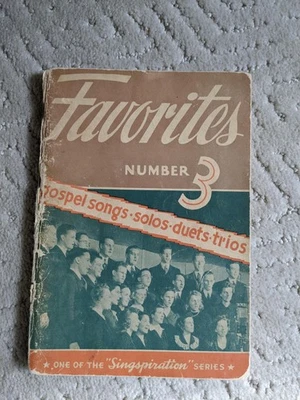 Favorites
NUMBER 3
gospel songs · solos · duets · trios
★ ONE OF THE "Singspiration" SERIES ★